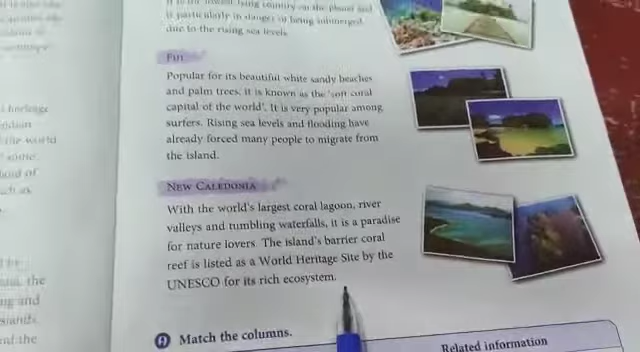 is particularly in danger of being submerged
due to the rising sea levels.
FIJI
Popular for its beautiful white sandy beaches
and palm trees, it is known as the 'soft coral
capital of the world'. It is very popular among
surfers. Rising sea levels and flooding have
already forced many people to migrate from
the island.
NEW CALEDONIA
With the world's largest coral lagoon, river
valleys and tumbling waterfalls, it is a paradise
for nature lovers. The island's barrier coral
reef is listed as a World Heritage Site by the
UNESCO for its rich ecosystem.
A Match the columns.
Related information